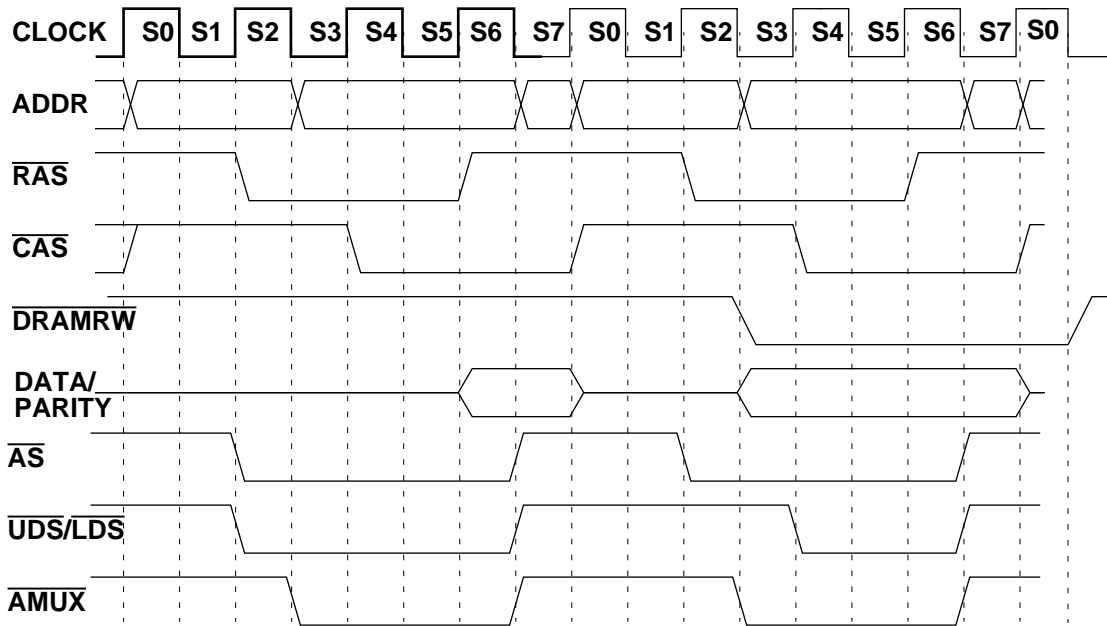 CLOCK S0 S1 S2 S3 S4 S5 S6 S7 S0 S1 S2 S3 S4 S5 S6 S7 S0
ADDR
RAS
CAS
DRAMRW
DATA/
PARITY
AS
UDS/LDS
AMUX